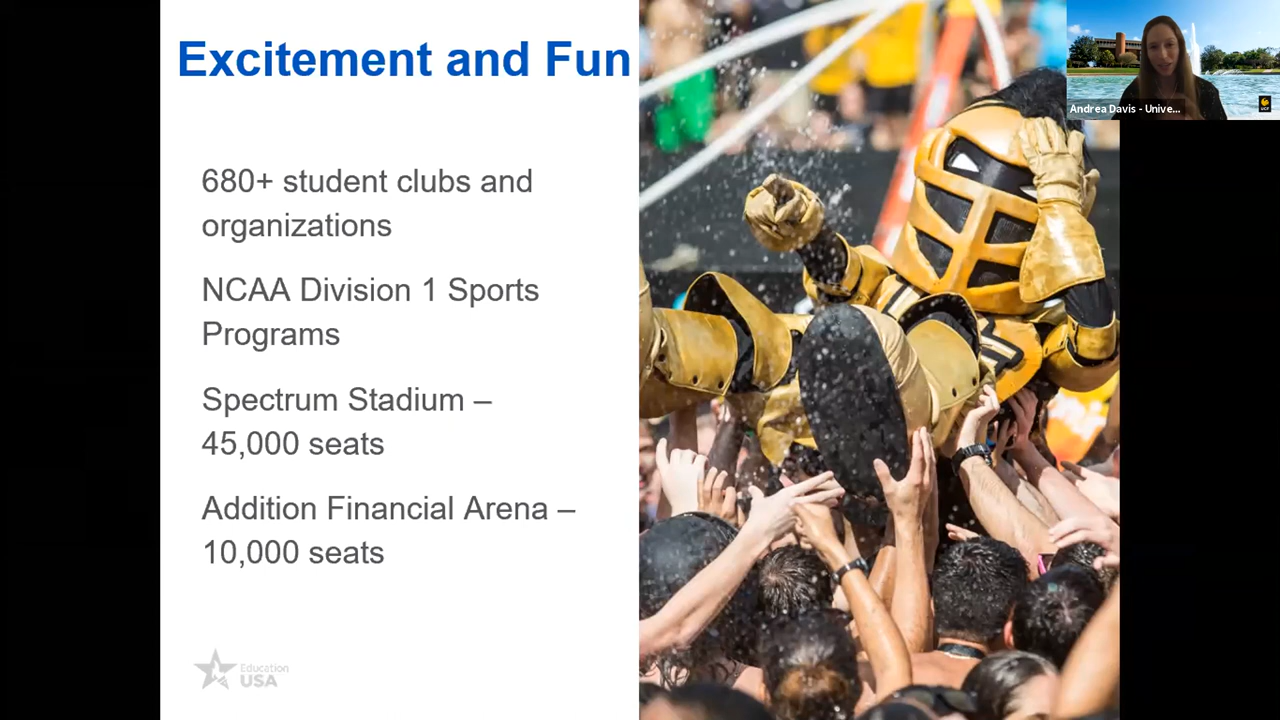 Excitement and Fun
680+ student clubs and
organizations
NCAA Division 1 Sports
Programs
Spectrum Stadium –
45,000 seats
Addition Financial Arena –
10,000 seats
Education
USA
Andrea Davis - Unive...
UCF